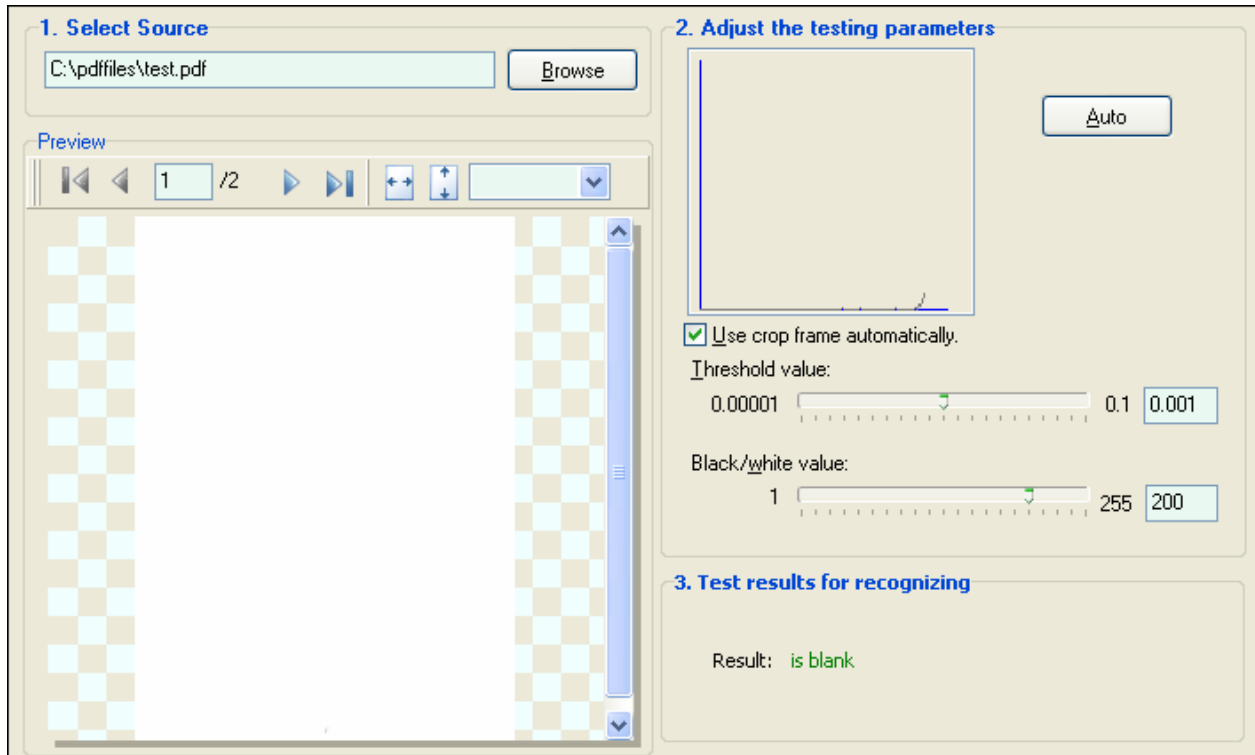 1. Select Source
C:\pdffiles\test.pdf
Browse
Preview
1 /2
2. Adjust the testing parameters
Auto
Use crop frame automatically.
Threshold value:
0.00001 0.1 0.001
Black/white value:
1 255 200
3. Test results for recognizing
Result: is blank